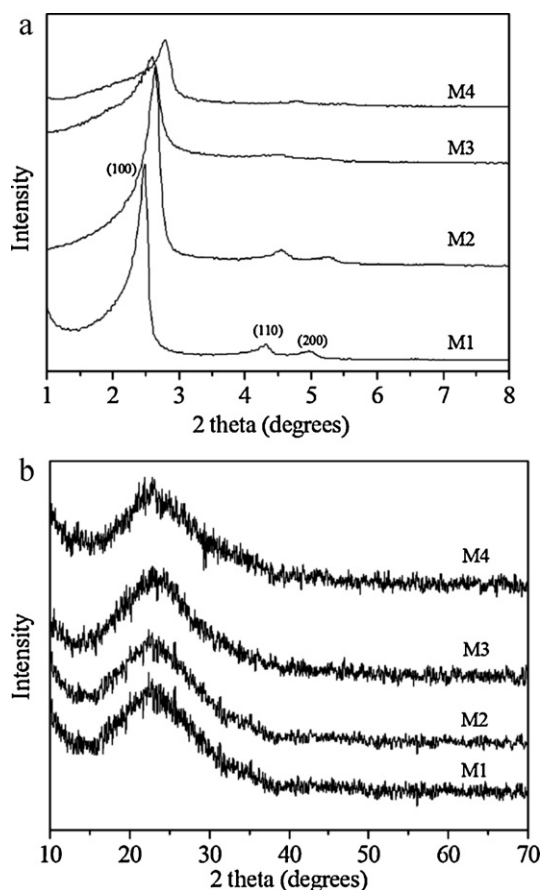 a
Intensity
M4
M3
(100)
M2
(110)
(200)
M1
1 2 3 4 5 6 7 8
2 theta (degrees)
b
Intensity
M4
M3
M2
M1
10 20 30 40 50 60 70
2 theta (degrees)